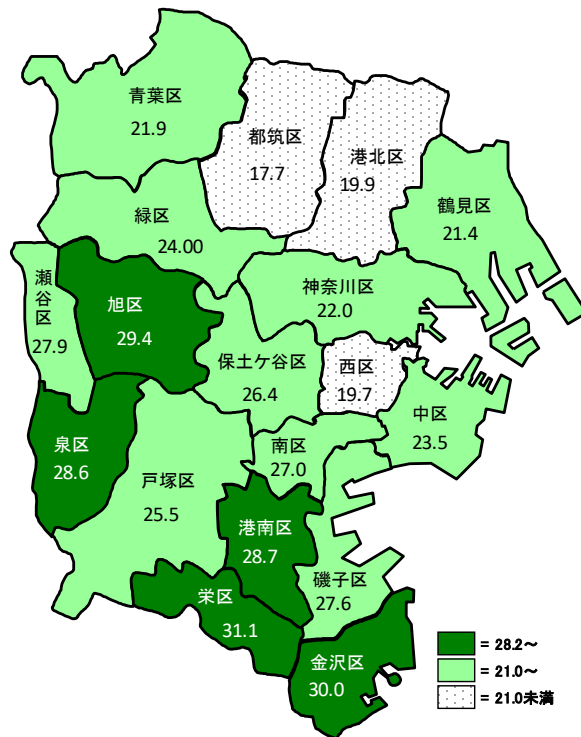 青葉区
21.9
都筑区
17.7
港北区
19.9
鶴見区
21.4
緑区
24.00
神奈川区
22.0
瀬谷区
27.9
旭区
29.4
保土ケ谷区
26.4
西区
19.7
中区
23.5
泉区
28.6
戸塚区
25.5
南区
27.0
港南区
28.7
磯子区
27.6
栄区
31.1
金沢区
30.0
= 28.2～
= 21.0～
= 21.0未満